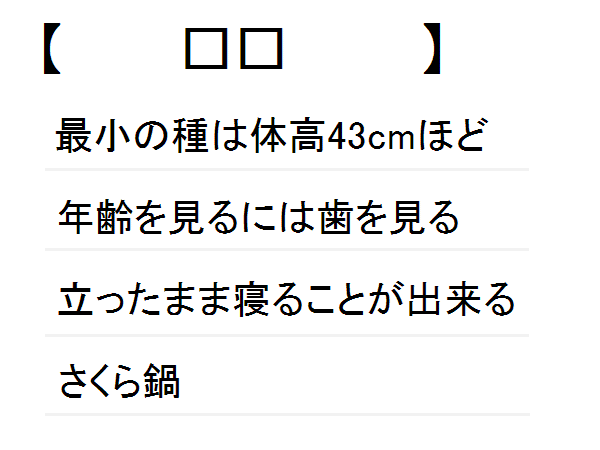 【　　□□　　】
最小の種は体高43cmほど
年齢を見るには歯を見る
立ったまま寝ることが出来る
さくら鍋